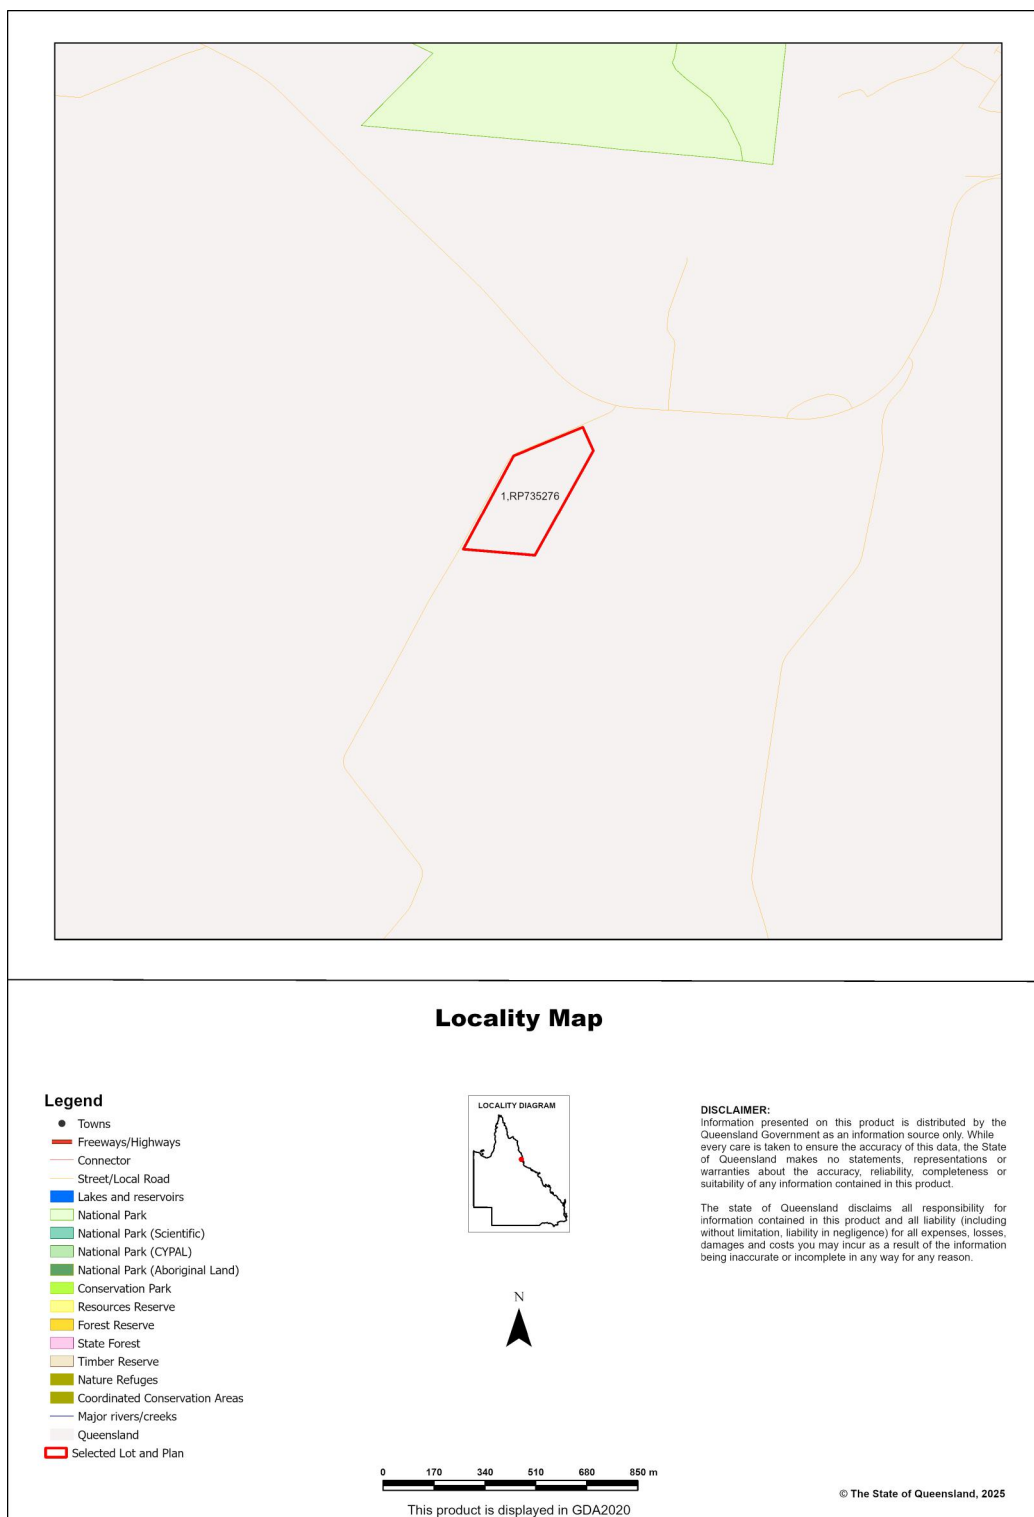 1,RP735276
Locality Map
Legend
Towns
Freeways/Highways
Connector
Street/Local Road
Lakes and reservoirs
National Park
National Park (Scientific)
National Park (CYPAL)
National Park (Aboriginal Land)
Conservation Park
Resources Reserve
Forest Reserve
State Forest
Timber Reserve
Nature Refuges
Coordinated Conservation Areas
Major rivers/creeks
Queensland
Selected Lot and Plan
LOCALITY DIAGRAM
N
0 170 340 510 680 850 m
This product is displayed in GDA2020
DISCLAIMER:
Information presented on this product is distributed by the
Queensland Government as an information source only. While
every care is taken to ensure the accuracy of this data, the State
of Queensland makes no statements, representations or
warranties about the accuracy, reliability, completeness or
suitability of any information contained in this product.
The state of Queensland disclaims all responsibility for
information contained in this product and all liability (including
without limitation, liability in negligence) for all expenses, losses,
damages and costs you may incur as a result of the information
being inaccurate or incomplete in any way for any reason.
© The State of Queensland, 2025